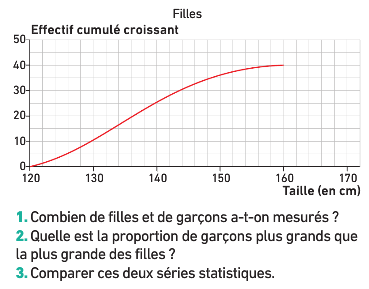 Filles
Effectif cumulé croissant
50
40
30
20
10
0
120 130 140 150 160 170
Taille (en cm)
1. Combien de filles et de garçons a-t-on mesurés ?
2. Quelle est la proportion de garçons plus grands que
la plus grande des filles ?
3. Comparer ces deux séries statistiques.